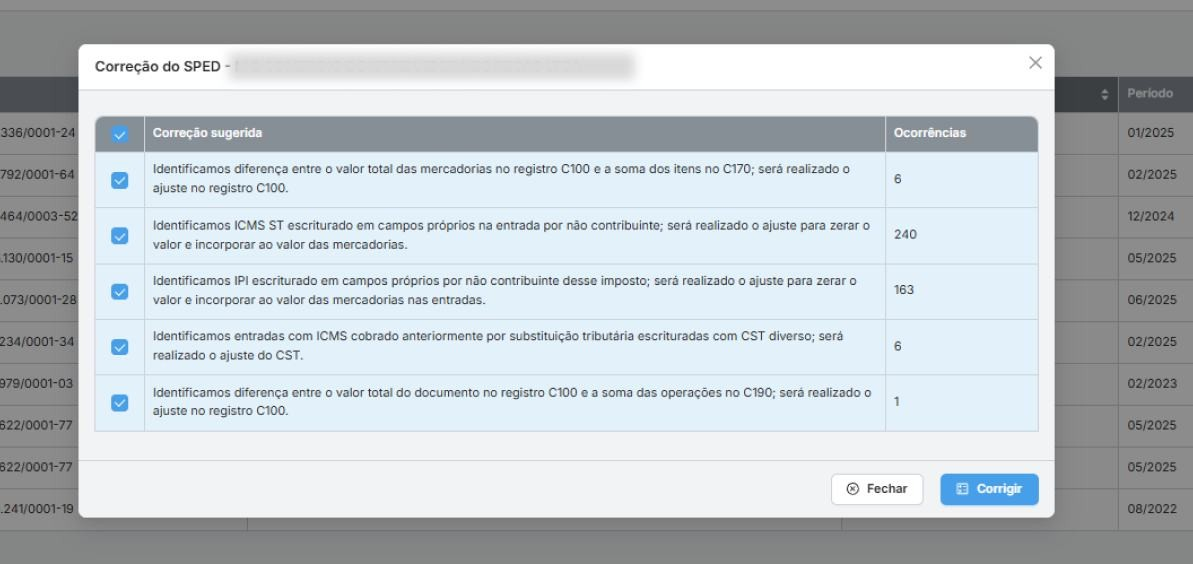 Correção do SPED -
Período
Correção sugerida
Ocorrências
336/0001-24
01/2025
Identificamos diferença entre o valor total das mercadorias no registro C100 e a soma dos itens no C170; será realizado o
ajuste no registro C100.
6
792/0001-64
02/2025
464/0003-52
12/2024
Identificamos ICMS ST escriturado em campos próprios na entrada por não contribuinte; será realizado o ajuste para zerar o
valor e incorporar ao valor das mercadorias.
240
.130/0001-15
05/2025
Identificamos IPI escriturado em campos próprios por não contribuinte desse imposto; será realizado o ajuste para zerar o
valor e incorporar ao valor das mercadorias nas entradas.
163
.073/0001-28
06/2025
234/0001-34
02/2025
Identificamos entradas com ICMS cobrado anteriormente por substituição tributária escrituradas com CST diverso; será
realizado o ajuste do CST.
6
979/0001-03
02/2023
Identificamos diferença entre o valor total do documento no registro C100 e a soma das operações no C190; será realizado o
ajuste no registro C100.
1
622/0001-77
05/2025
622/0001-77
05/2025
Fechar
Corrigir
.241/0001-19
08/2022